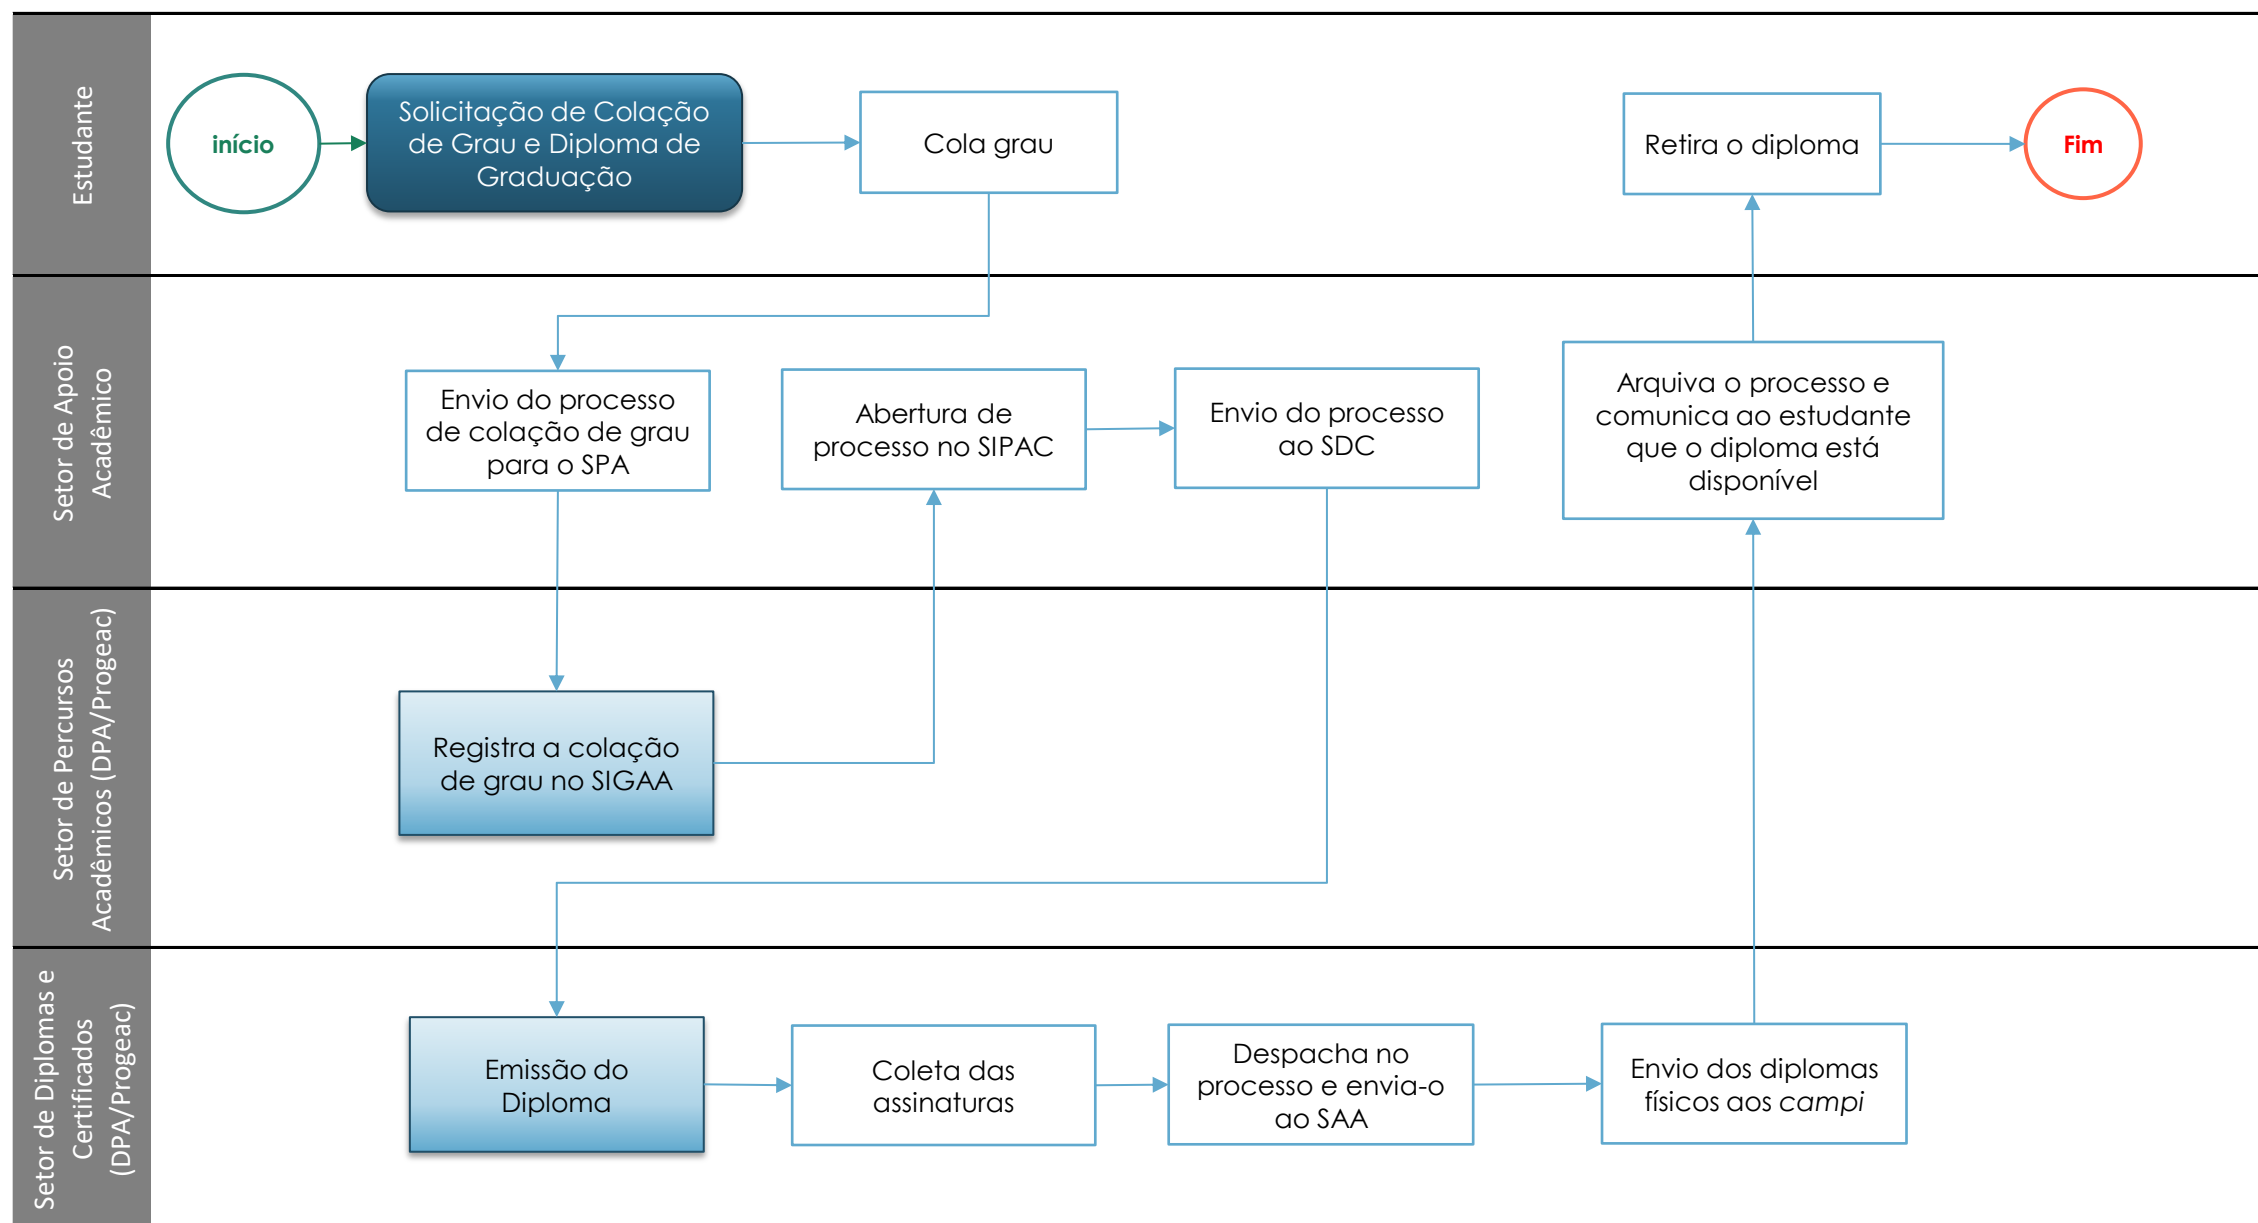 Estudante
início
Solicitação de Colação
de Grau e Diploma de
Graduação
Cola grau
Retira o diploma
Fim
Setor de Apoio
Acadêmico
Envio do processo
de colação de grau
para o SPA
Abertura de
processo no SIPAC
Envio do processo
ao SDC
Arquiva o processo e
comunica ao estudante
que o diploma está
disponível
Setor de Percursos
Acadêmicos (DPA/Progeac)
Registra a colação
de grau no SIGAA
Setor de Diplomas e
Certificados
(DPA/Progeac)
Emissão do
Diploma
Coleta das
assinaturas
Despacha no
processo e envia-o
ao SAA
Envio dos diplomas
físicos aos campi